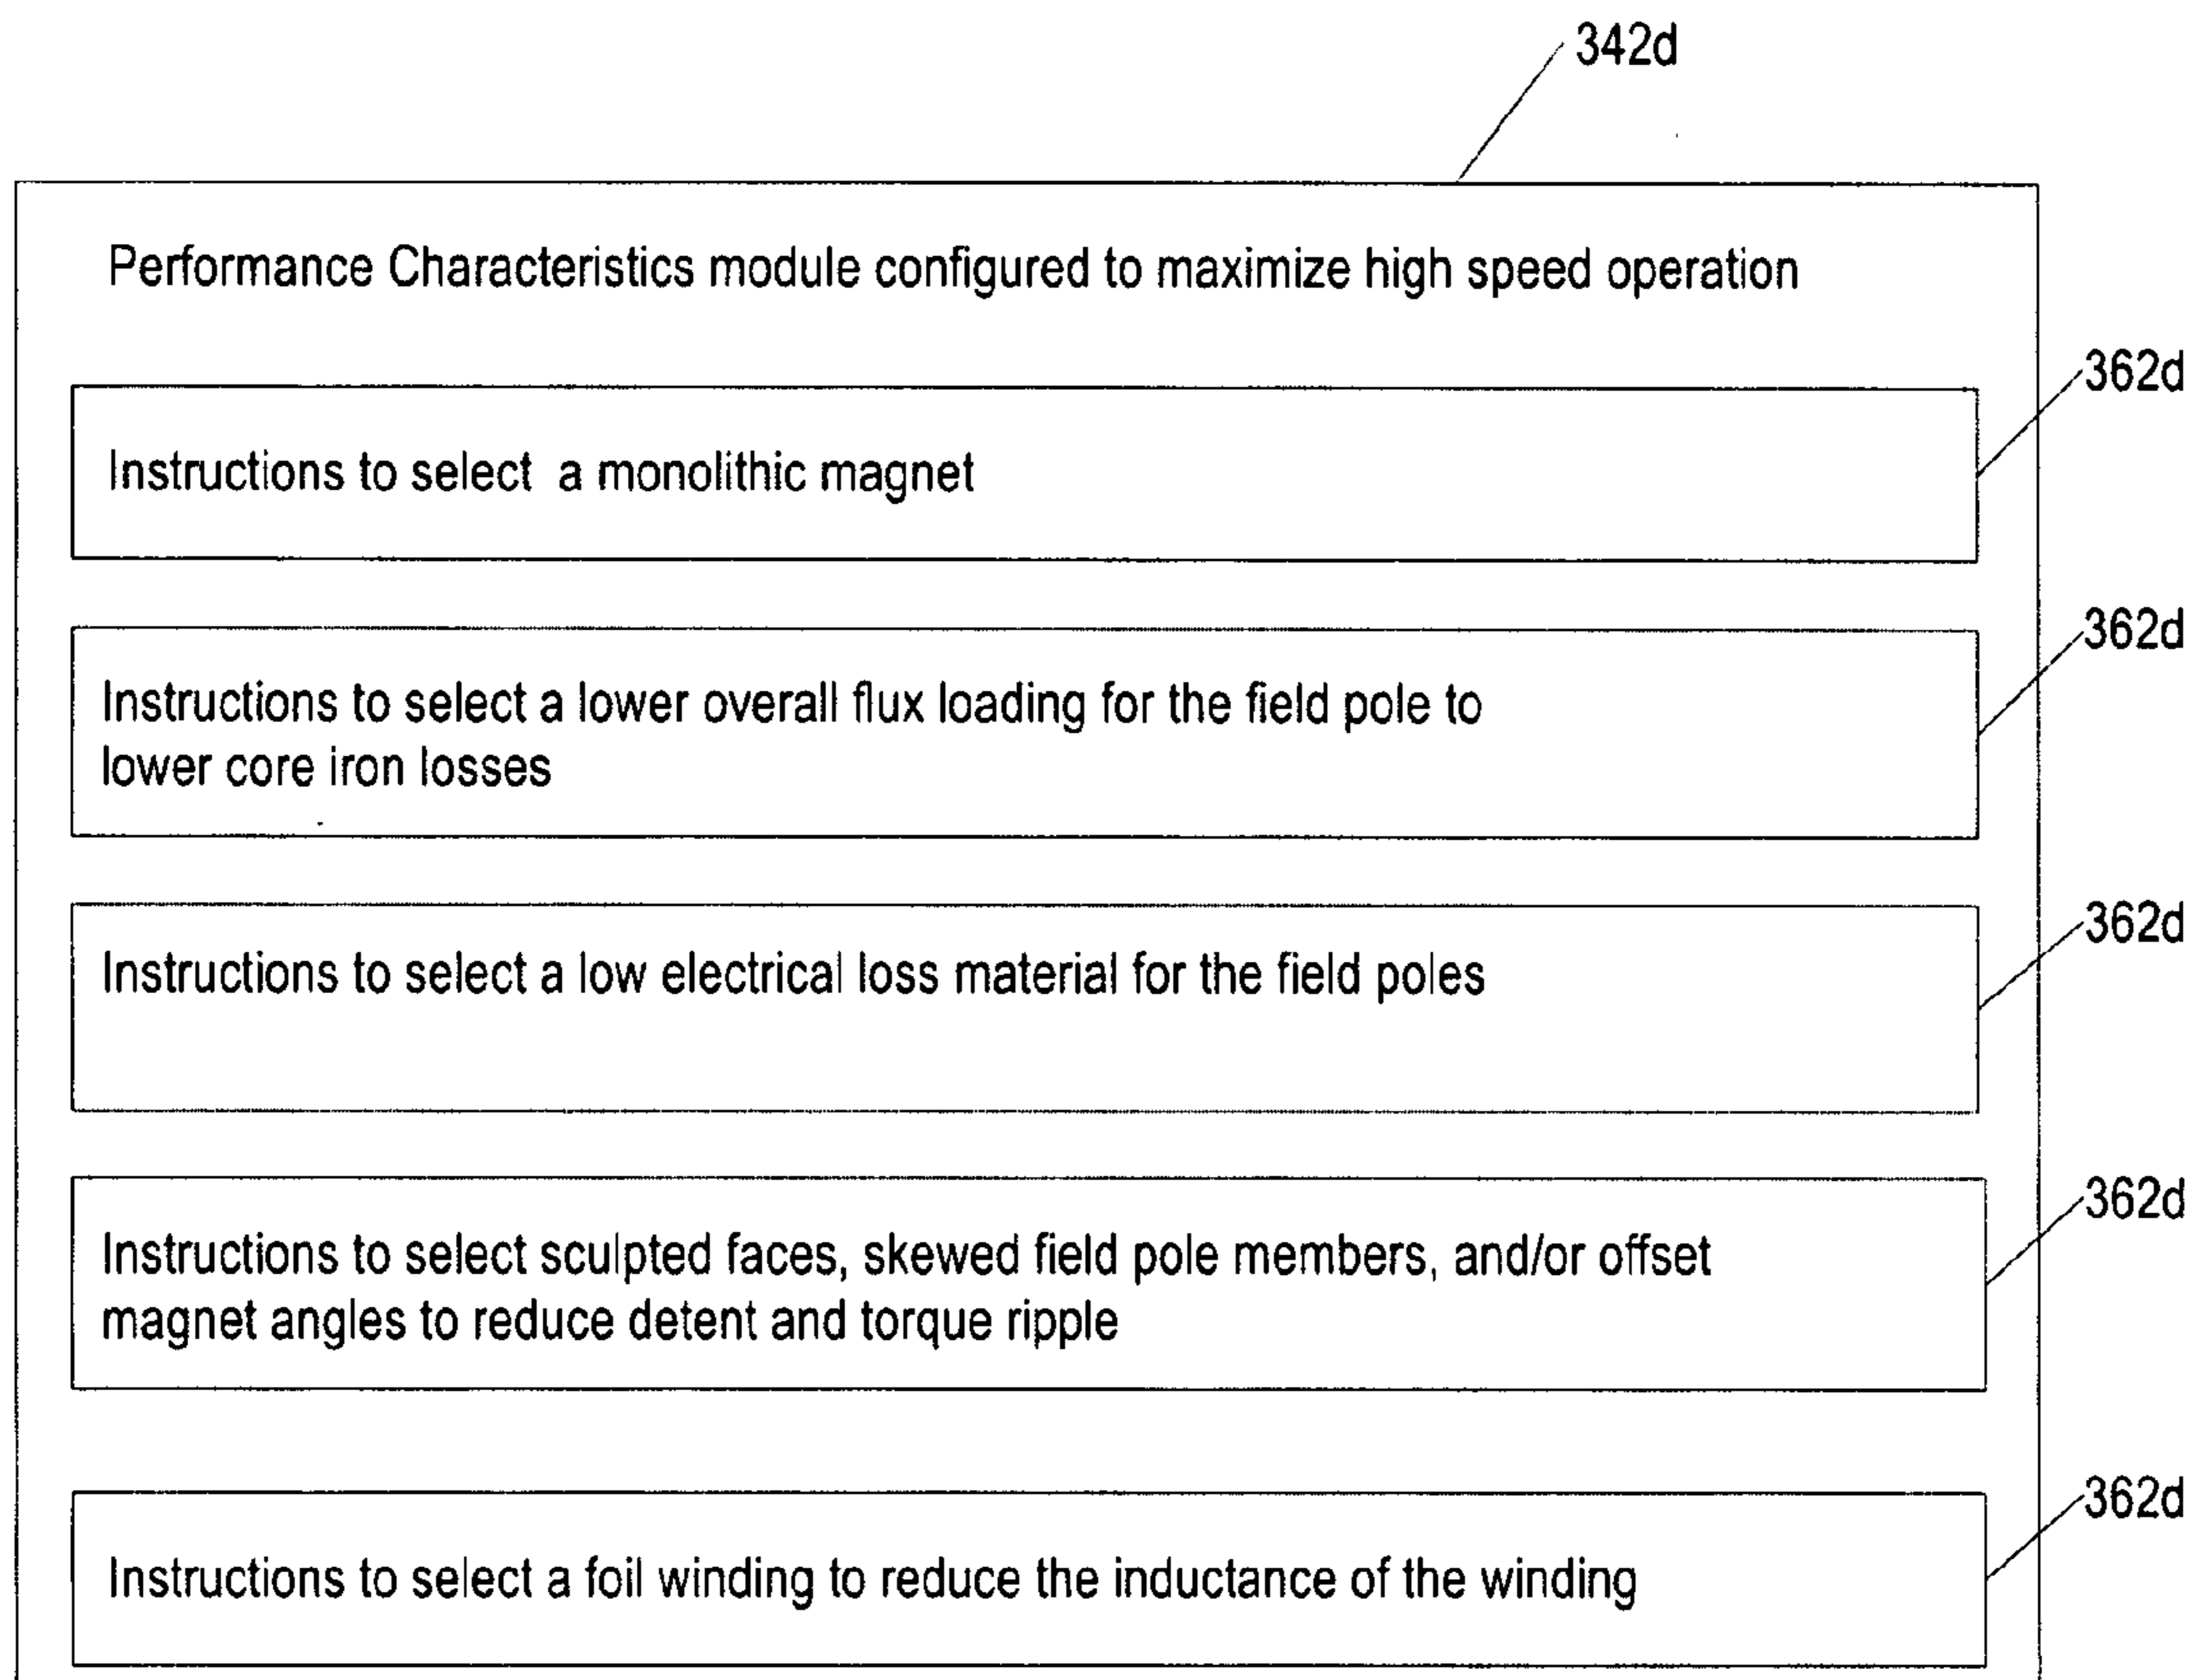 342d
Performance Characteristics module configured to maximize high speed operation
362d
Instructions to select a monolithic magnet
362d
Instructions to select a lower overall flux loading for the field pole to
lower core iron losses
362d
Instructions to select a low electrical loss material for the field poles
362d
Instructions to select sculpted faces, skewed field pole members, and/or offset
magnet angles to reduce detent and torque ripple
362d
Instructions to select a foil winding to reduce the inductance of the winding